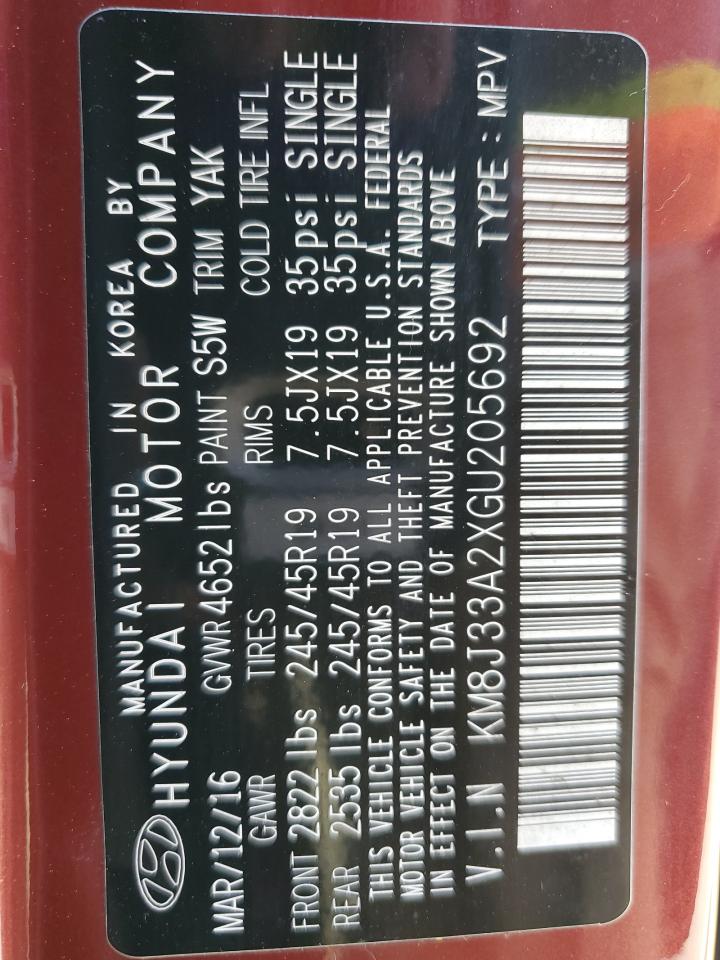 MANUFACTURED IN KOREA BY
HYUNDAI MOTOR COMPANY
MAR/12/16 GVWR 4652 lbs PAINT S5W TRIM YAK
GAWR TIRES RIMS COLD TIRE INFL
FRONT 2822 lbs 245/45R19 7.5JX19 35psi SINGLE
REAR 2535 lbs 245/45R19 7.5JX19 35psi SINGLE
THIS VEHICLE CONFORMS TO ALL APPLICABLE U.S.A. FEDERAL
MOTOR VEHICLE SAFETY AND THEFT PREVENTION STANDARDS
IN EFFECT ON THE DATE OF MANUFACTURE SHOWN ABOVE
V.I.N KM8J33A2XGU205692 TYPE : MPV